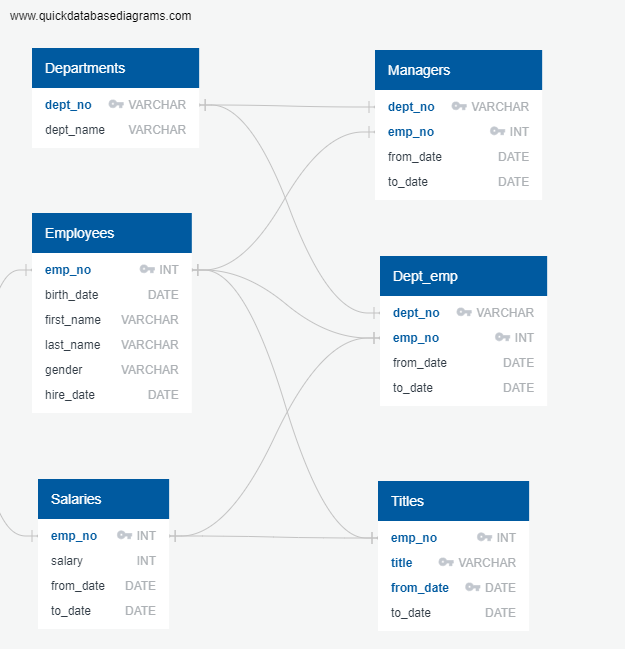 www.quickdatabasediagrams.com
Departments
dept_no VARCHAR
dept_name VARCHAR
Managers
dept_no VARCHAR
emp_no INT
from_date DATE
to_date DATE
Employees
emp_no INT
birth_date DATE
first_name VARCHAR
last_name VARCHAR
gender VARCHAR
hire_date DATE
Dept_emp
dept_no VARCHAR
emp_no INT
from_date DATE
to_date DATE
Salaries
emp_no INT
salary INT
from_date DATE
to_date DATE
Titles
emp_no INT
title VARCHAR
from_date DATE
to_date DATE